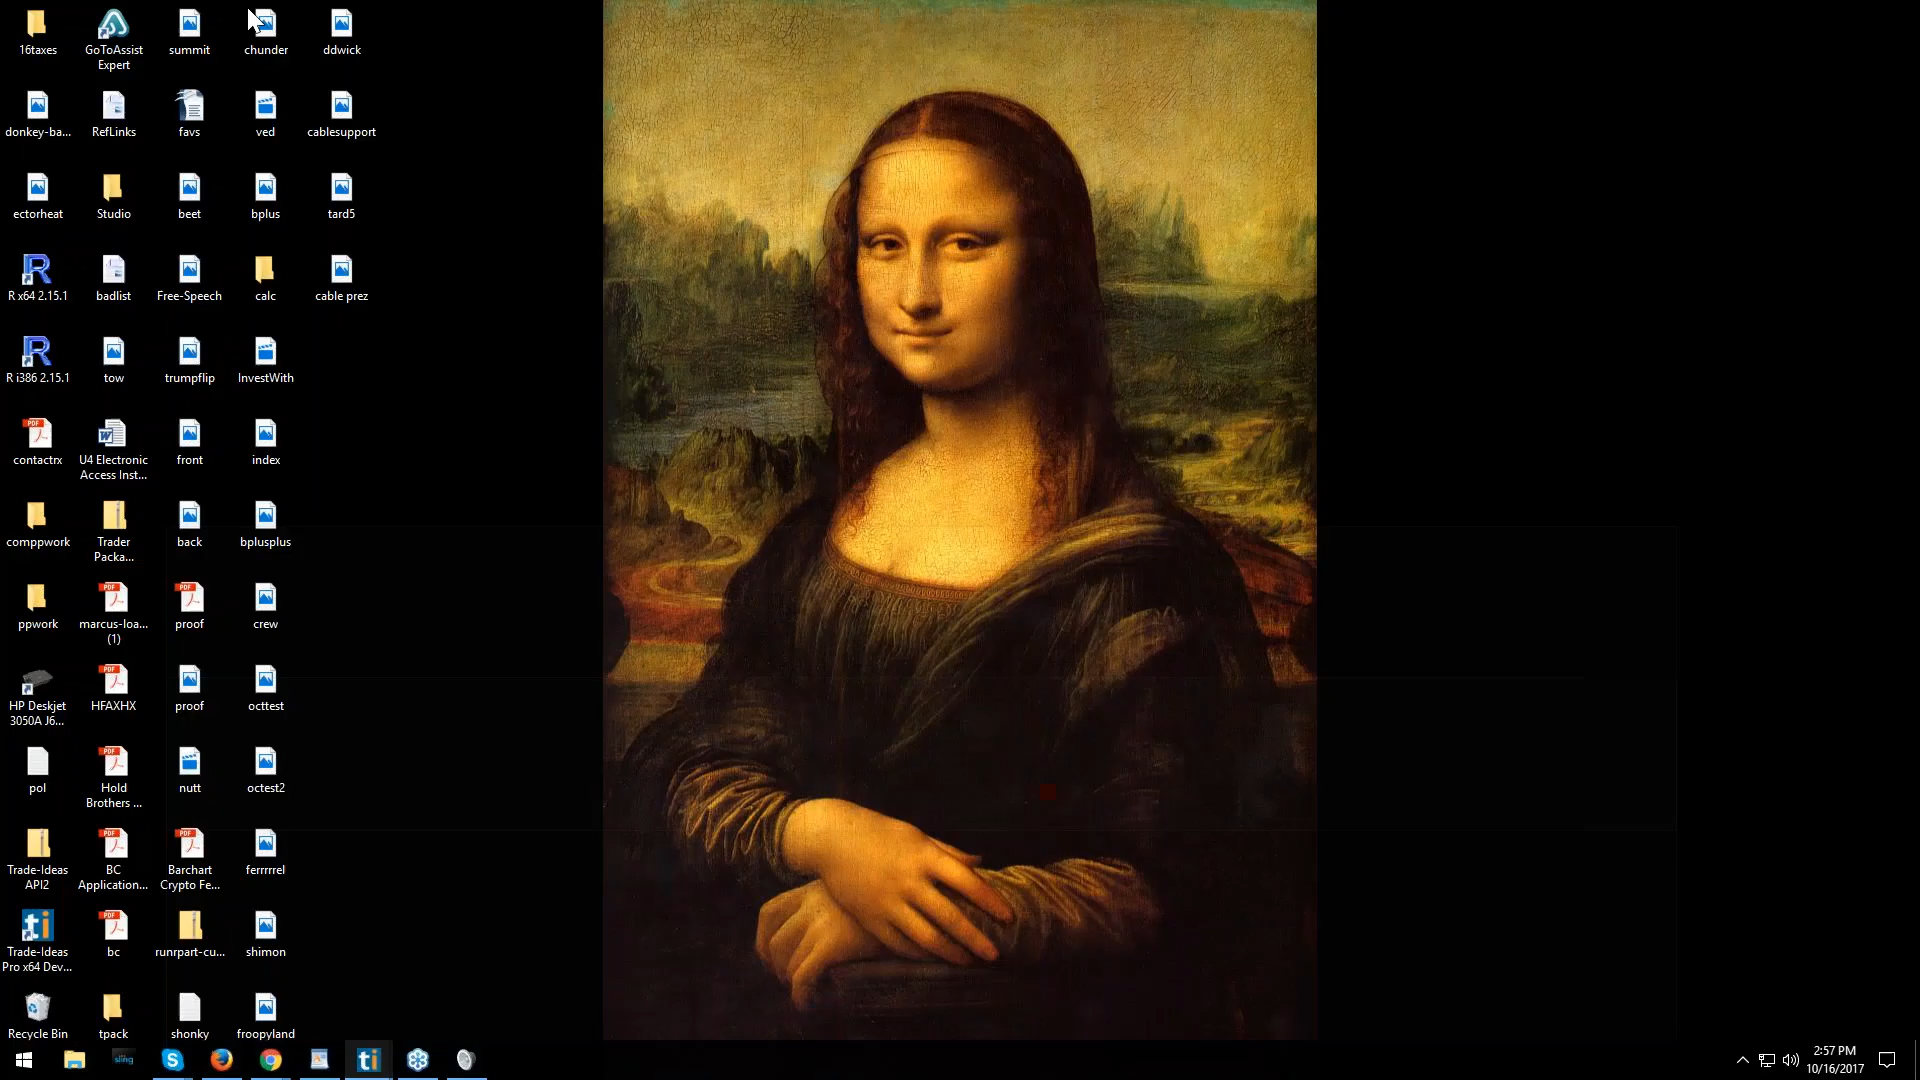 16taxes
GoToAssist
Expert
summit
chunder
ddwick
donkey-ba...
RefLinks
favs
ved
cablesupport
ectorheat
Studio
beet
bplus
tard5
R x64 2.15.1
badlist
Free-Speech
calc
cable prez
R i386 2.15.1
tow
trumpflip
InvestWith
contactrx
U4 Electronic
Access Inst...
front
index
comppwork
Trader
Packa...
back
bplusplus
ppwork
marcus-loa...
(1)
proof
crew
HP Deskjet
3050A J6...
HFAXHX
proof
octtest
pol
Hold
Brothers ...
nutt
octest2
Trade-Ideas
API2
BC
Application...
Barchart
Crypto Fe...
ferrrrrel
Trade-Ideas
Pro x64 Dev...
bc
runrpart-cu...
shimon
Recycle Bin
tpack
shonky
froopyland
sling
ti
2:57 PM
10/16/2017